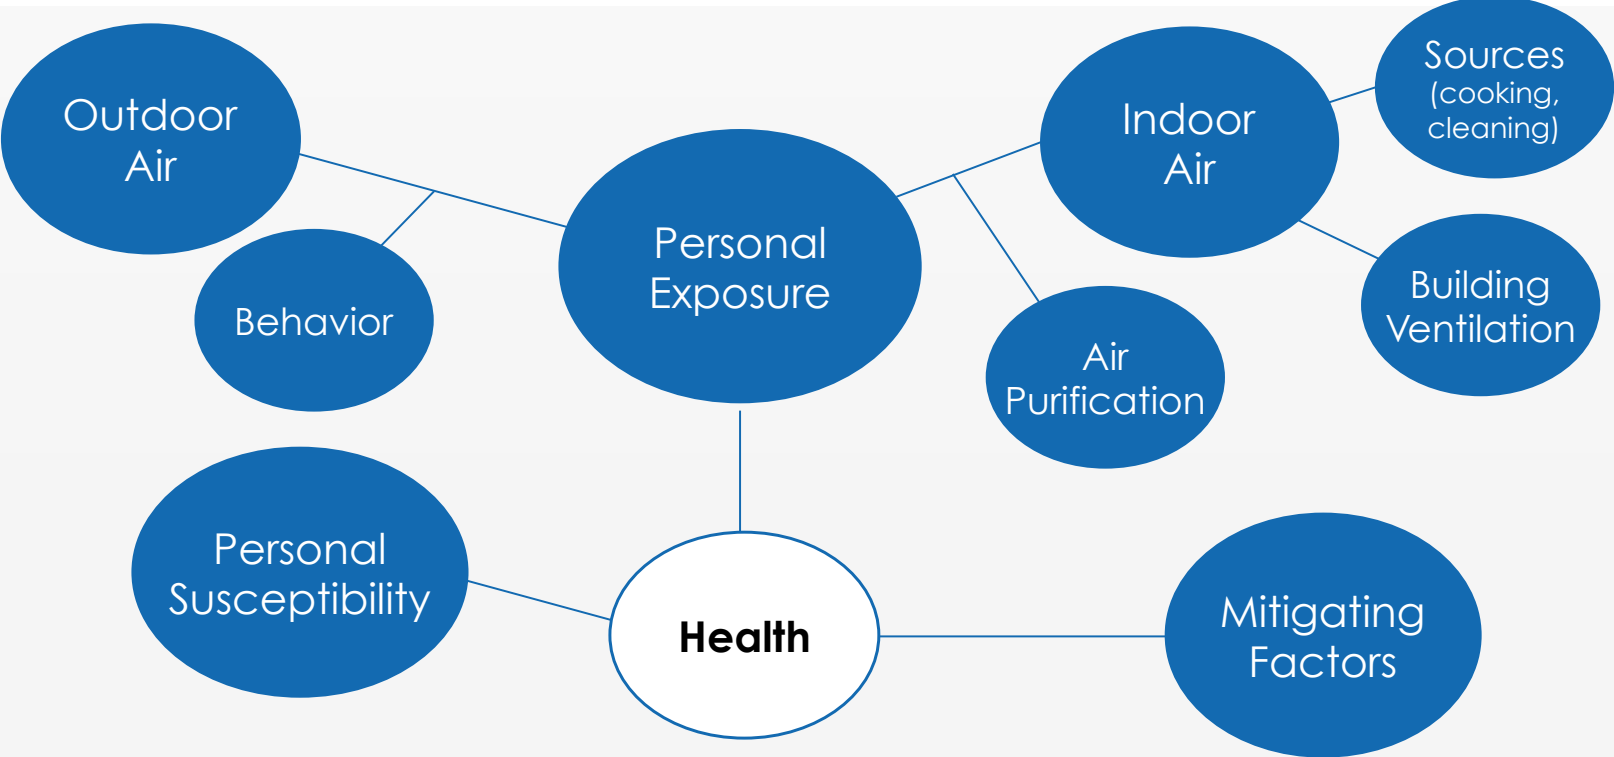 Outdoor
Air
Behavior
Personal
Exposure
Indoor
Air
Sources
(cooking,
cleaning)
Building
Ventilation
Air
Purification
Personal
Susceptibility
Health
Mitigating
Factors